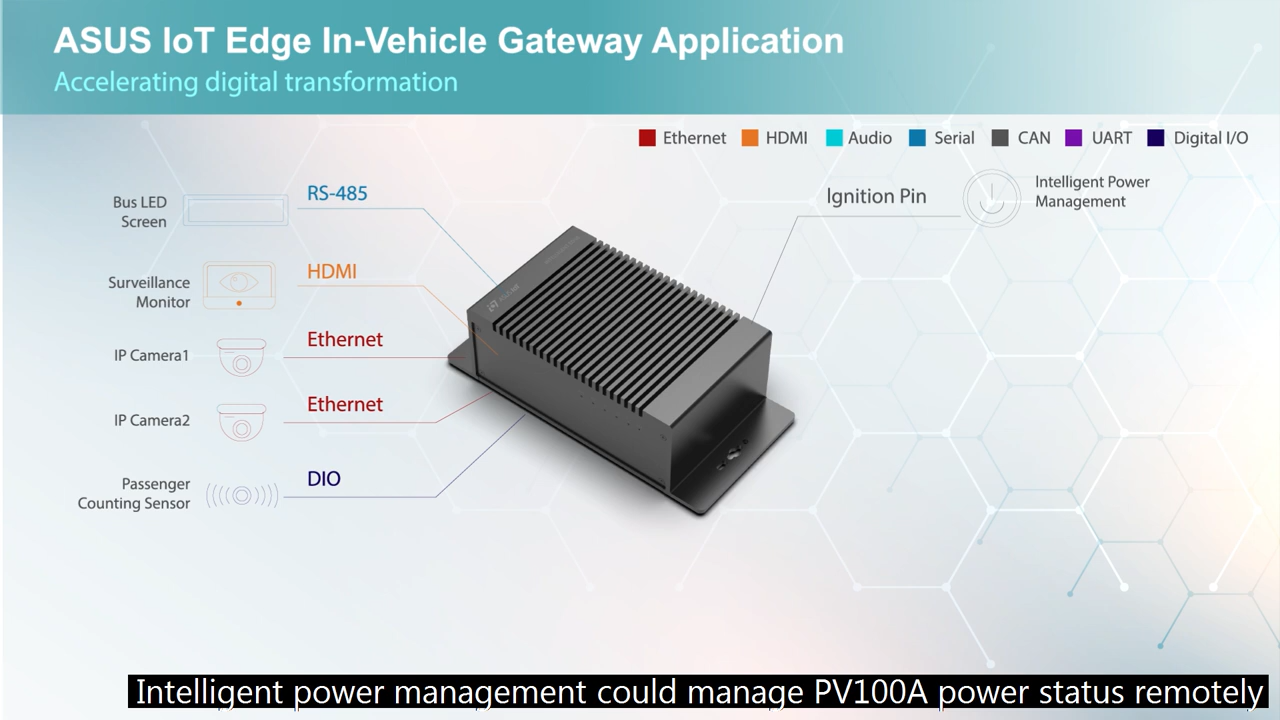 ASUS IoT Edge In-Vehicle Gateway Application
Accelerating digital transformation
Ethernet
HDMI
Audio
Serial
CAN
UART
Digital I/O
Bus LED
Screen
RS-485
Ignition Pin
Intelligent Power
Management
Surveillance
Monitor
HDMI
IP Camera1
Ethernet
IP Camera2
Ethernet
Passenger
Counting Sensor
DIO
Intelligent power management could manage PV100A power status remotely